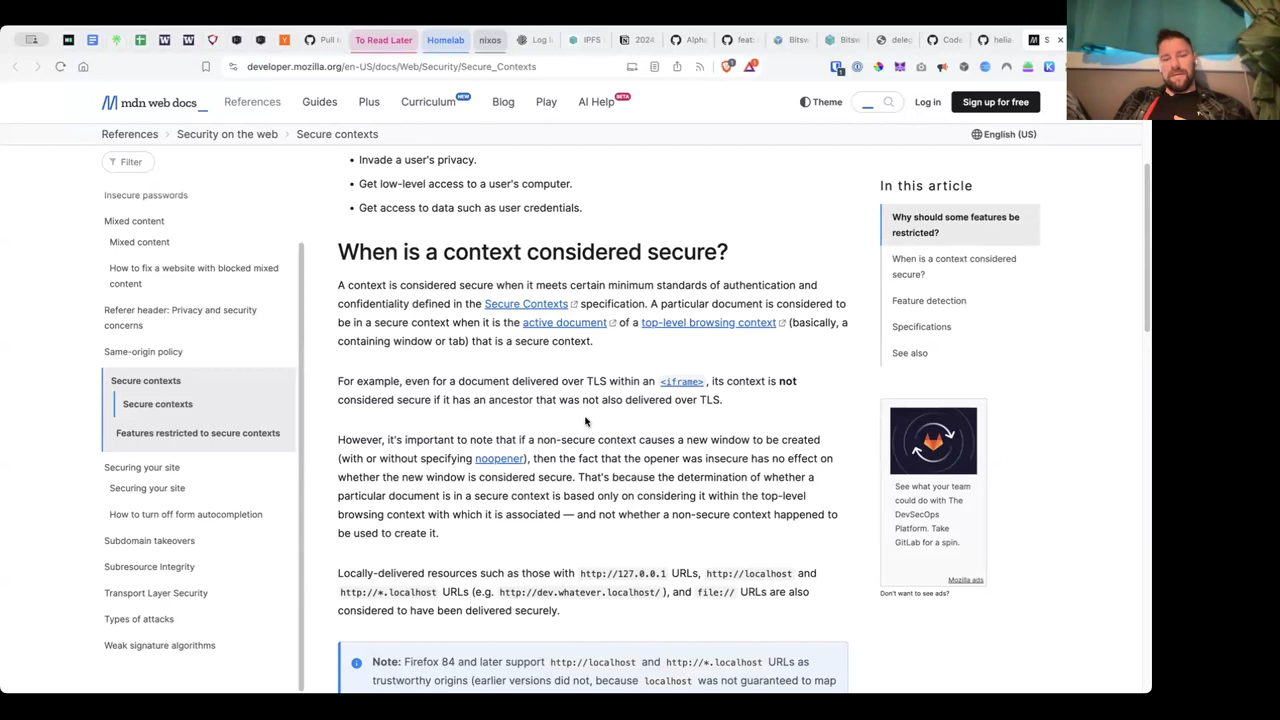 Pull r
To Read Later
Homelab
nixos
Log i
IPFS
2024
Alph
feat:
Bitsw
Bitsw
deleg
Code
helia
S
developer.mozilla.org/en-US/docs/Web/Security/Secure_Contexts
mdn web docs
References
Guides
Plus
Curriculum NEW
Blog
Play
AI Help BETA
Theme
Log in
Sign up for free
References
Security on the web
Secure contexts
English (US)
Filter
Insecure passwords
Mixed content
Mixed content
How to fix a website with blocked mixed
content
Referer header: Privacy and security
concerns
Same-origin policy
Secure contexts
Secure contexts
Features restricted to secure contexts
Securing your site
Securing your site
How to turn off form autocompletion
Subdomain takeovers
Subresource Integrity
Transport Layer Security
Types of attacks
Weak signature algorithms
• Invade a user's privacy.
• Get low-level access to a user's computer.
• Get access to data such as user credentials.
When is a context considered secure?
A context is considered secure when it meets certain minimum standards of authentication and
confidentiality defined in the Secure Contexts specification. A particular document is considered to
be in a secure context when it is the active document of a top-level browsing context (basically, a
containing window or tab) that is a secure context.
For example, even for a document delivered over TLS within an <iframe>, its context is not
considered secure if it has an ancestor that was not also delivered over TLS.
However, it's important to note that if a non-secure context causes a new window to be created
(with or without specifying noopener), then the fact that the opener was insecure has no effect on
whether the new window is considered secure. That's because the determination of whether a
particular document is in a secure context is based only on considering it within the top-level
browsing context with which it is associated — and not whether a non-secure context happened to
be used to create it.
Locally-delivered resources such as those with http://127.0.0.1 URLs, http://localhost and
http://*.localhost URLs (e.g. http://dev.whatever.localhost/), and file:// URLs are also
considered to have been delivered securely.
Note: Firefox 84 and later support http://localhost and http://*.localhost URLs as
trustworthy origins (earlier versions did not, because localhost was not guaranteed to map
In this article
Why should some features be
restricted?
When is a context considered
secure?
Feature detection
Specifications
See also
See what your team
could do with The
DevSecOps
Platform. Take
GitLab for a spin.
Mozilla ads
Don't want to see ads?